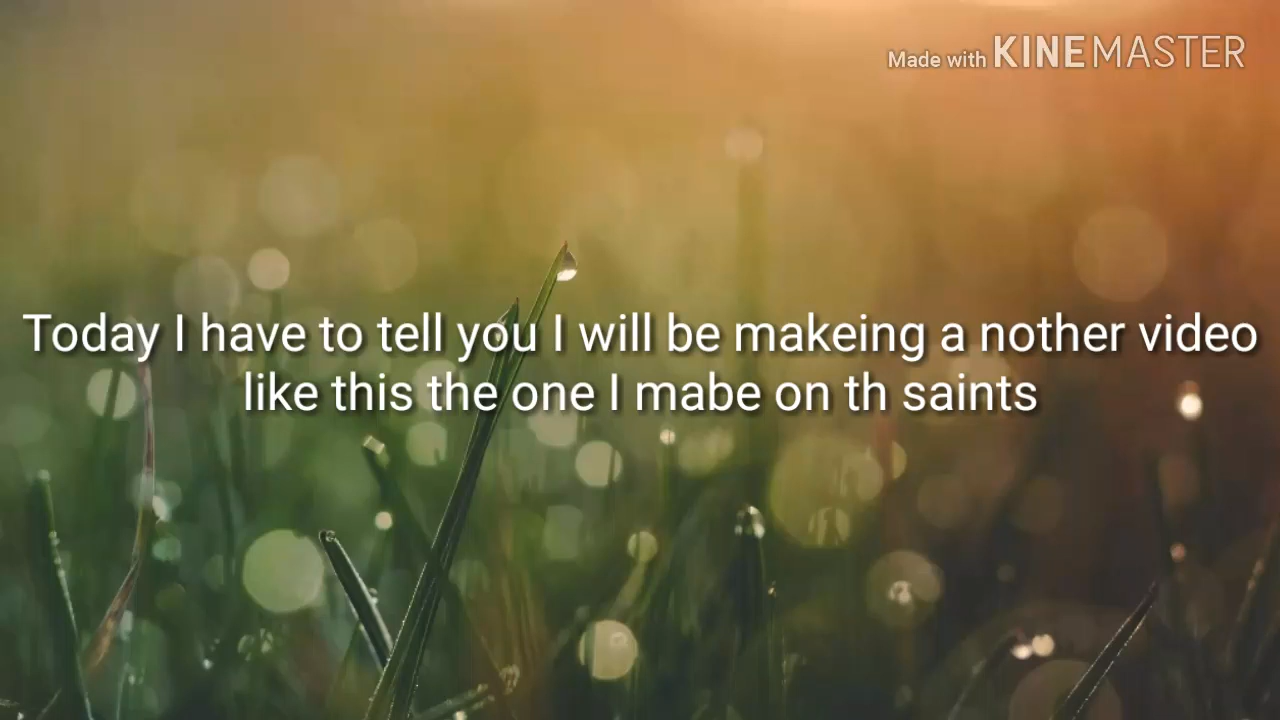 Made with KINEMASTER
Today I have to tell you I will be makeing a nother video
like this the one I mabe on th saints